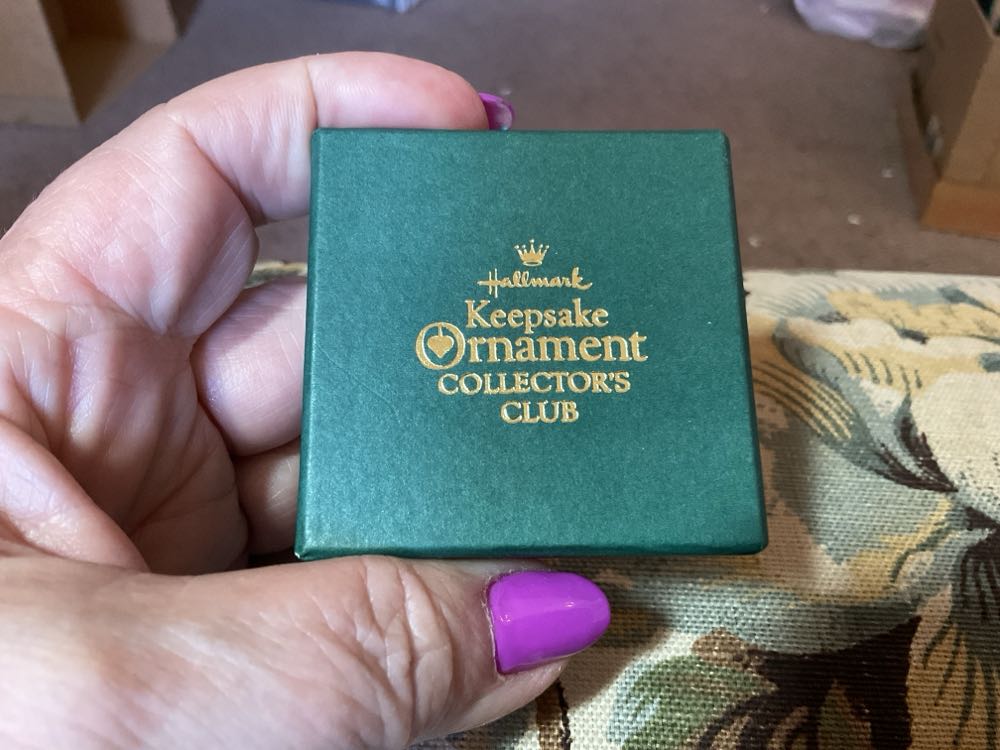 Hallmark
Keepsake
Ornament
COLLECTOR'S
CLUB